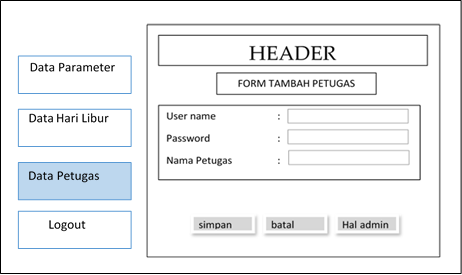 Data Parameter
Data Hari Libur
Data Petugas
Logout
HEADER
FORM TAMBAH PETUGAS
User name :
Password :
Nama Petugas :
simpan batal Hal admin